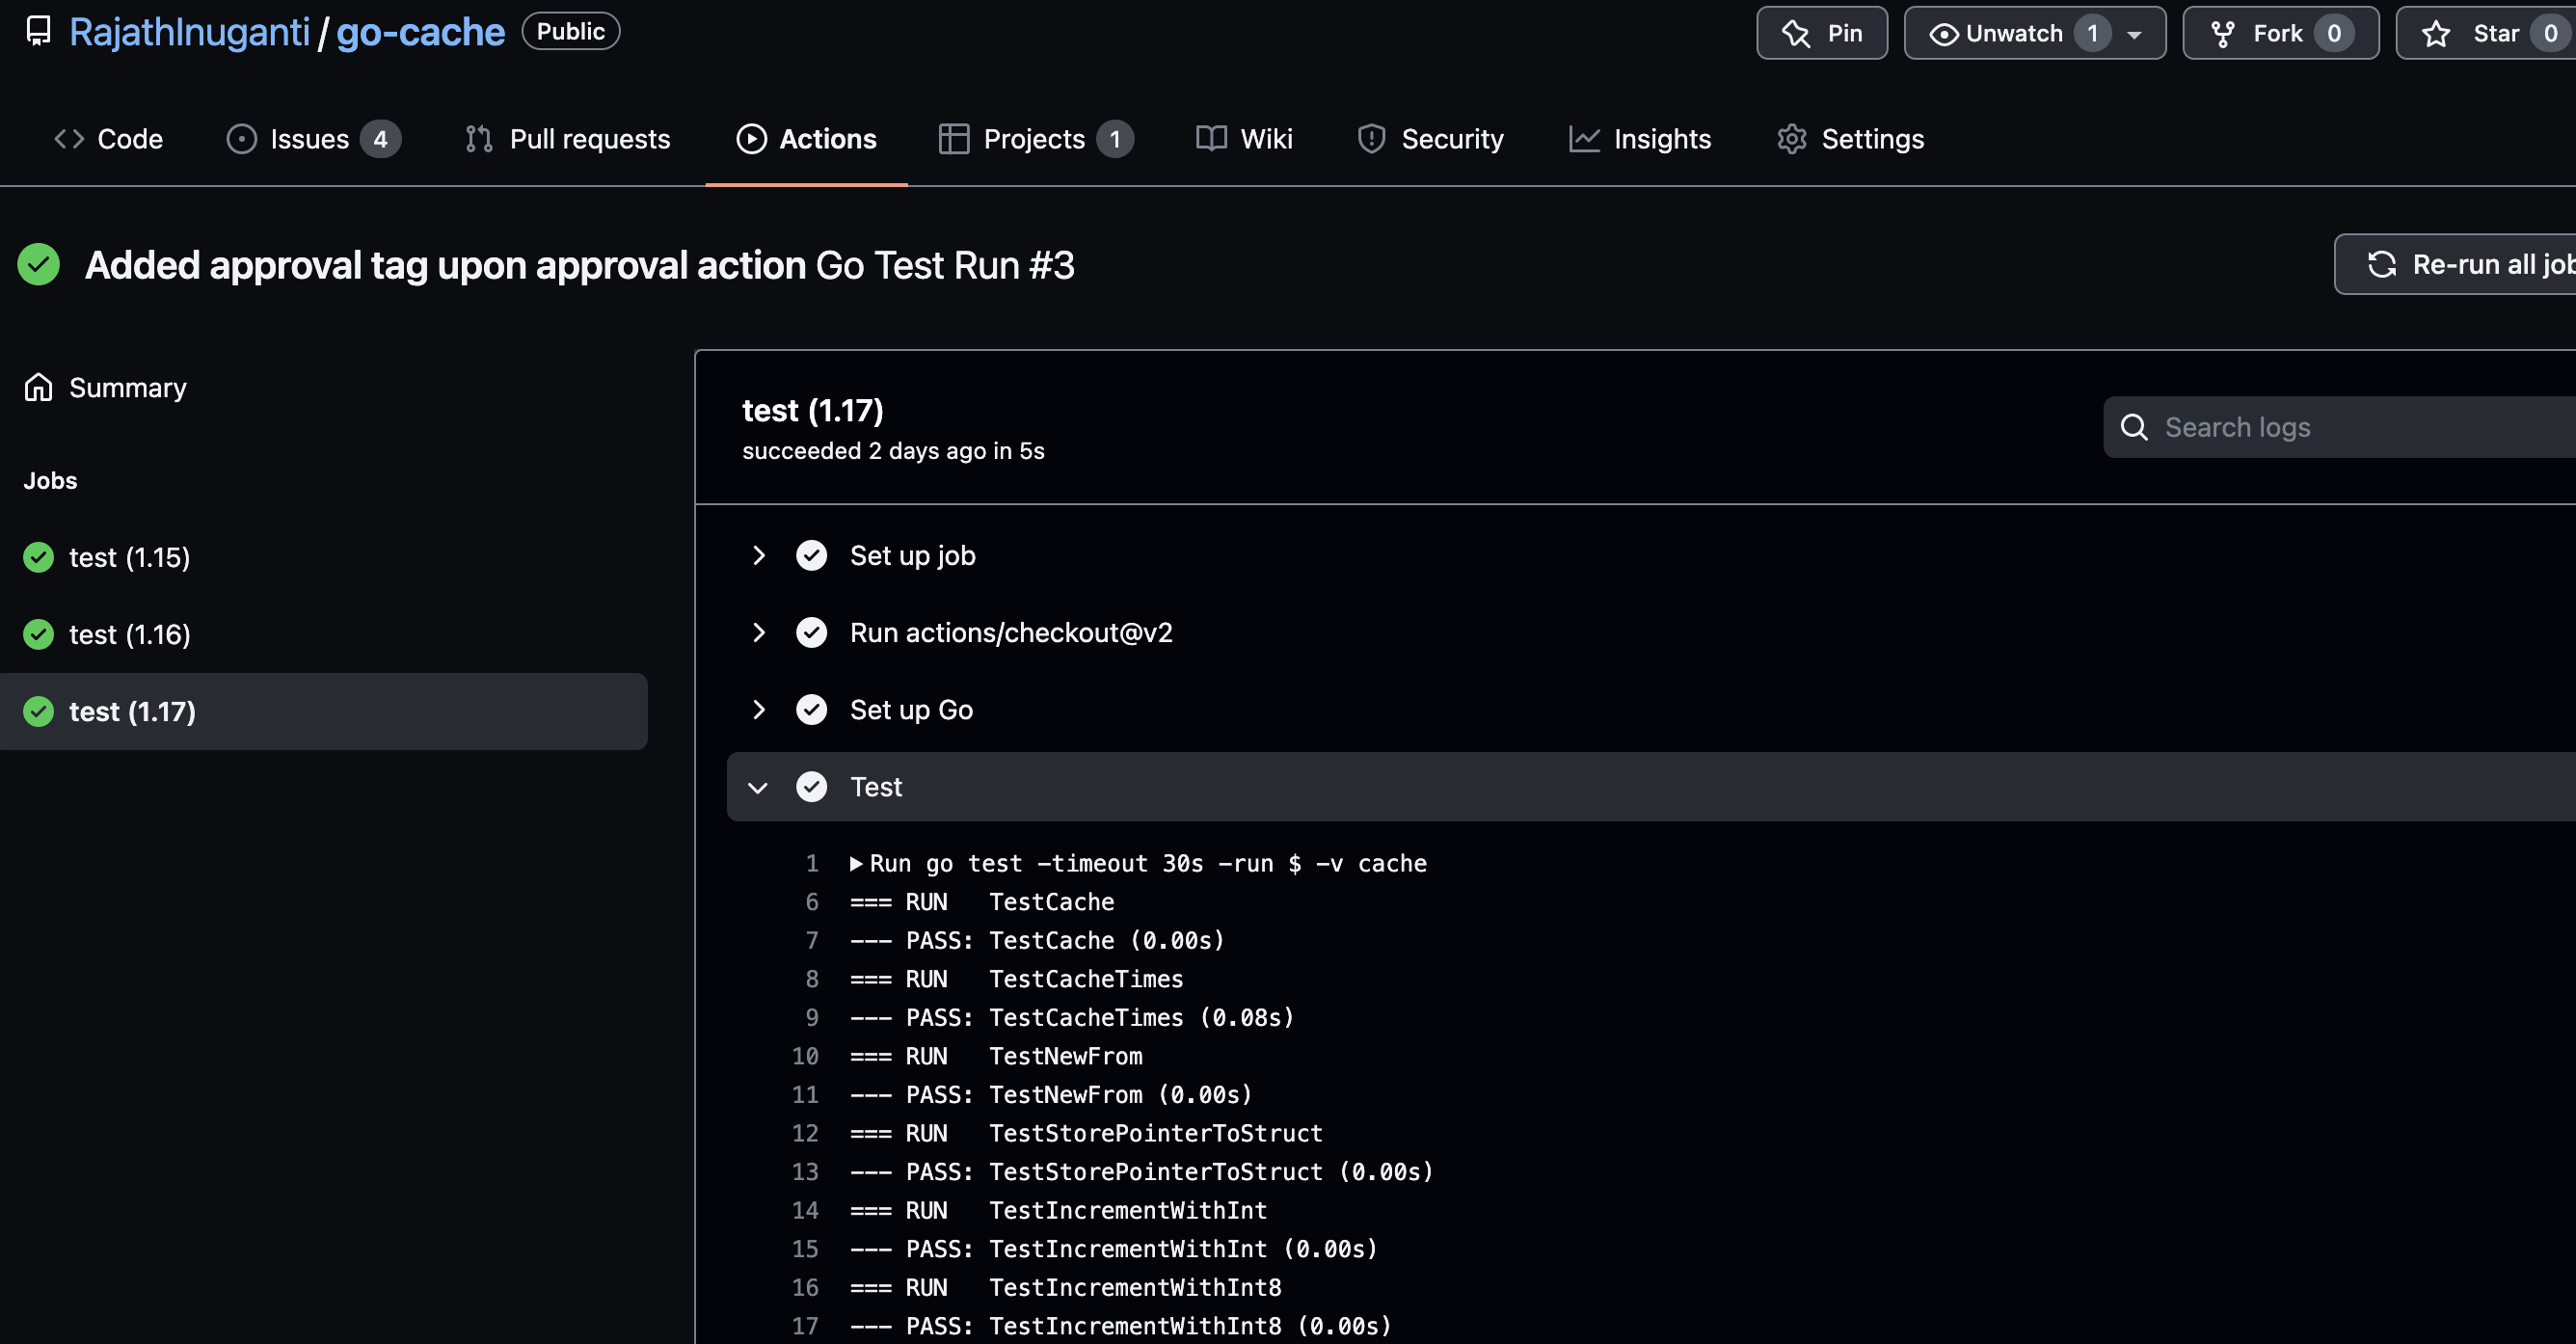 RajathInuganti / go-cache Public
Pin Unwatch 1 Fork 0 Star 0
Code Issues 4 Pull requests Actions Projects 1 Wiki Security Insights Settings
Added approval tag upon approval action Go Test Run #3
Re-run all job
Summary
Jobs
test (1.15)
test (1.16)
test (1.17)
test (1.17)
succeeded 2 days ago in 5s
Search logs
Set up job
Run actions/checkout@v2
Set up Go
Test
1 Run go test -timeout 30s -run $ -v cache
6 === RUN   TestCache
7 --- PASS: TestCache (0.00s)
8 === RUN   TestCacheTimes
9 --- PASS: TestCacheTimes (0.08s)
10 === RUN   TestNewFrom
11 --- PASS: TestNewFrom (0.00s)
12 === RUN   TestStorePointerToStruct
13 --- PASS: TestStorePointerToStruct (0.00s)
14 === RUN   TestIncrementWithInt
15 --- PASS: TestIncrementWithInt (0.00s)
16 === RUN   TestIncrementWithInt8
17 --- PASS: TestIncrementWithInt8 (0.00s)